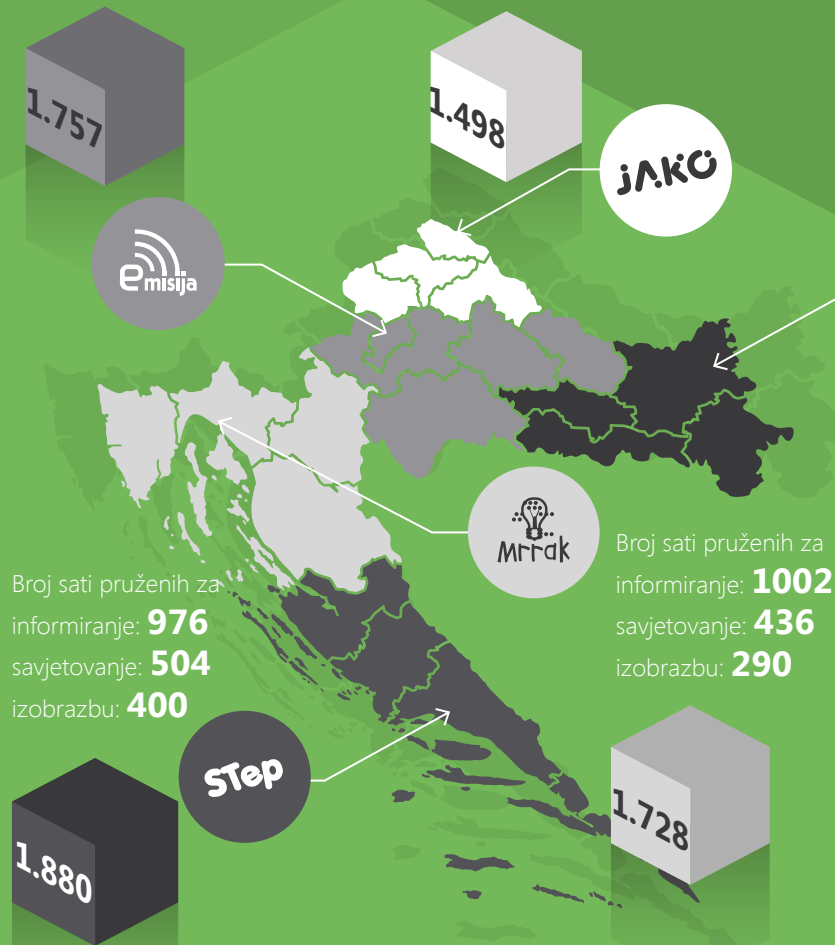 1.757
1.498
jAKO
emisija
Mrrak
Broj sati pruženih za
informiranje: 976
savjetovanje: 504
izobrazbu: 400
Broj sati pruženih za
informiranje: 1002
savjetovanje: 436
izobrazbu: 290
STep
1.880
1.728